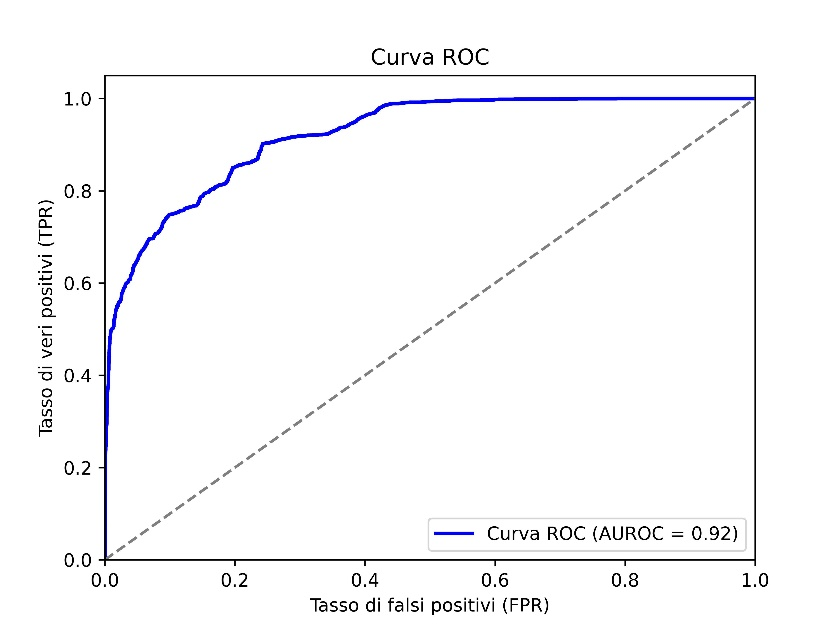 Curva ROC
Tasso di veri positivi (TPR)
1.0
0.8
0.6
0.4
0.2
0.0
Curva ROC (AUROC = 0.92)
0.0 0.2 0.4 0.6 0.8 1.0
Tasso di falsi positivi (FPR)